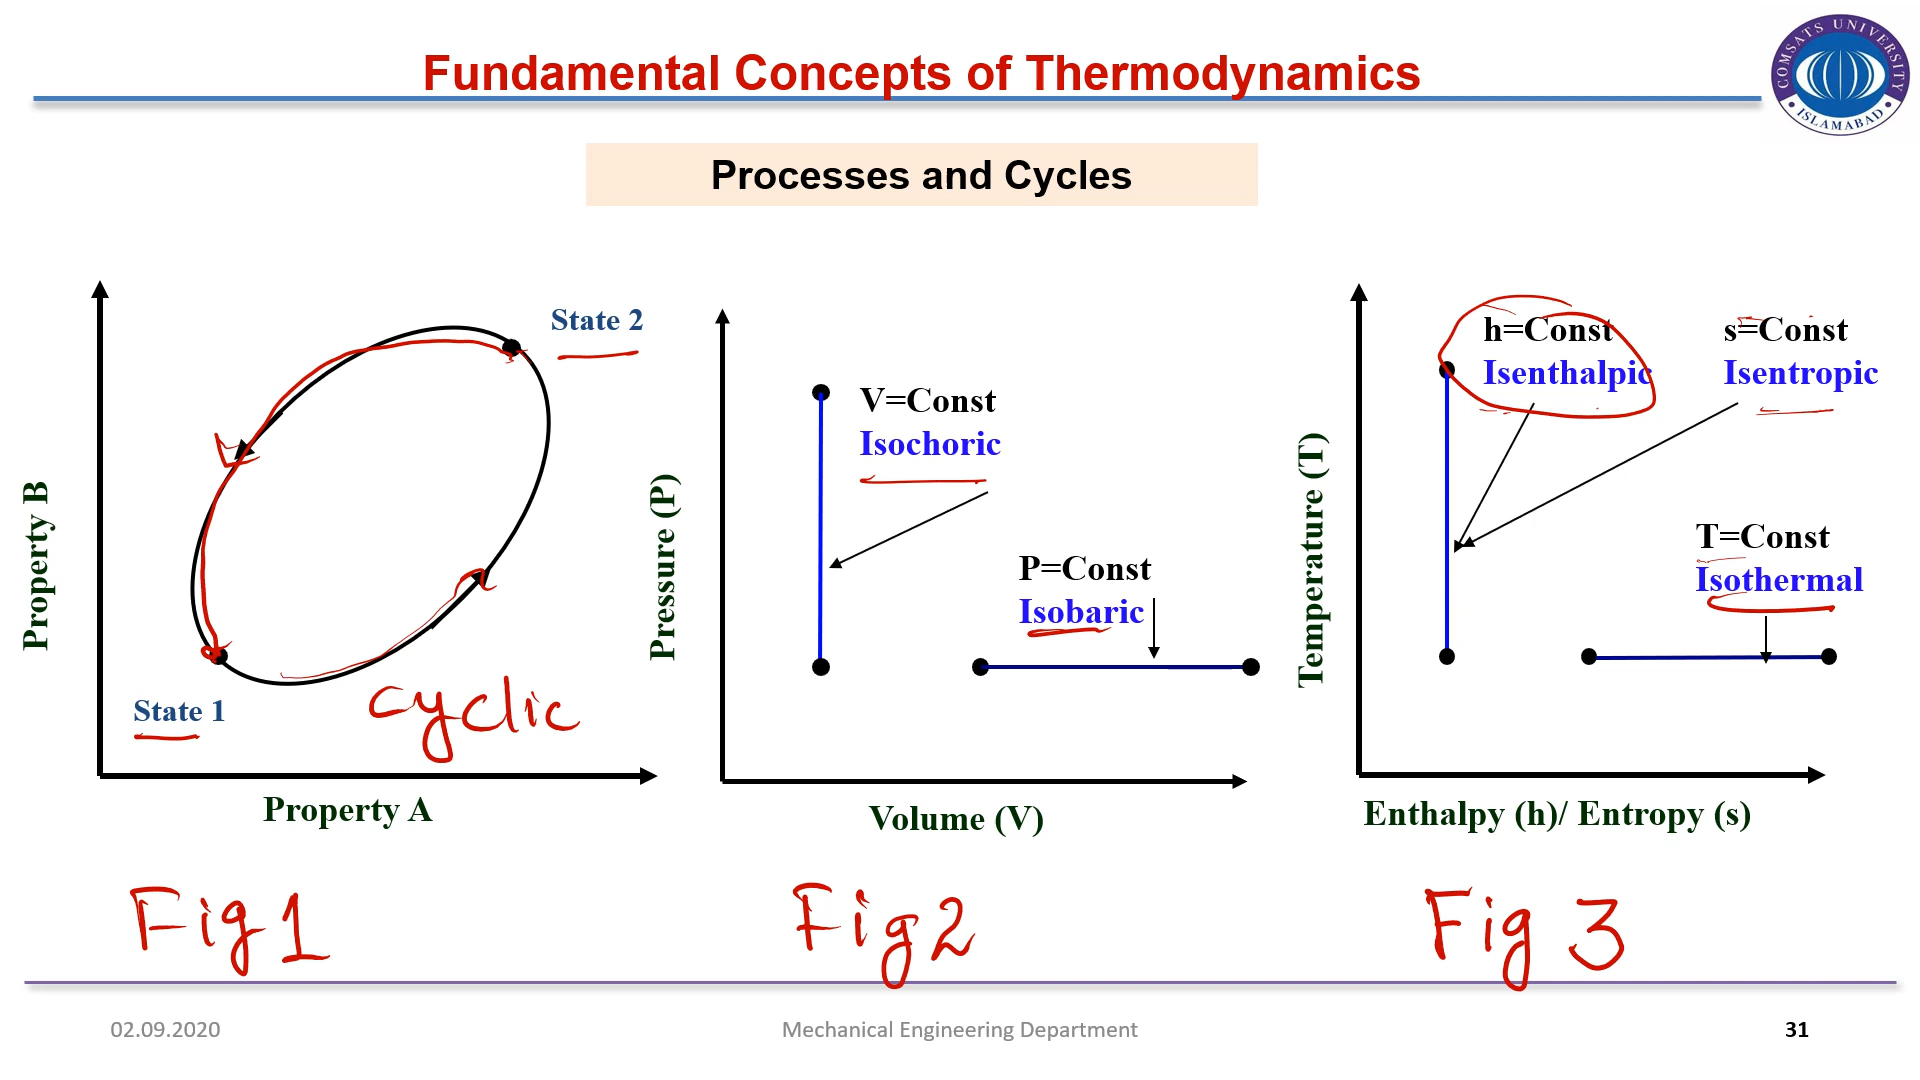 Fundamental Concepts of Thermodynamics
COMSATS UNIVERSITY
ISLAMABAD
Processes and Cycles
State 2
Property B
State 1
cyclic
Property A
Fig 1
V=Const
Isochoric
Pressure (P)
P=Const
Isobaric
Volume (V)
Fig 2
h=Const
Isenthalpic
s=Const
Isentropic
Temperature (T)
T=Const
Isothermal
Enthalpy (h)/ Entropy (s)
Fig 3
02.09.2020
Mechanical Engineering Department
31